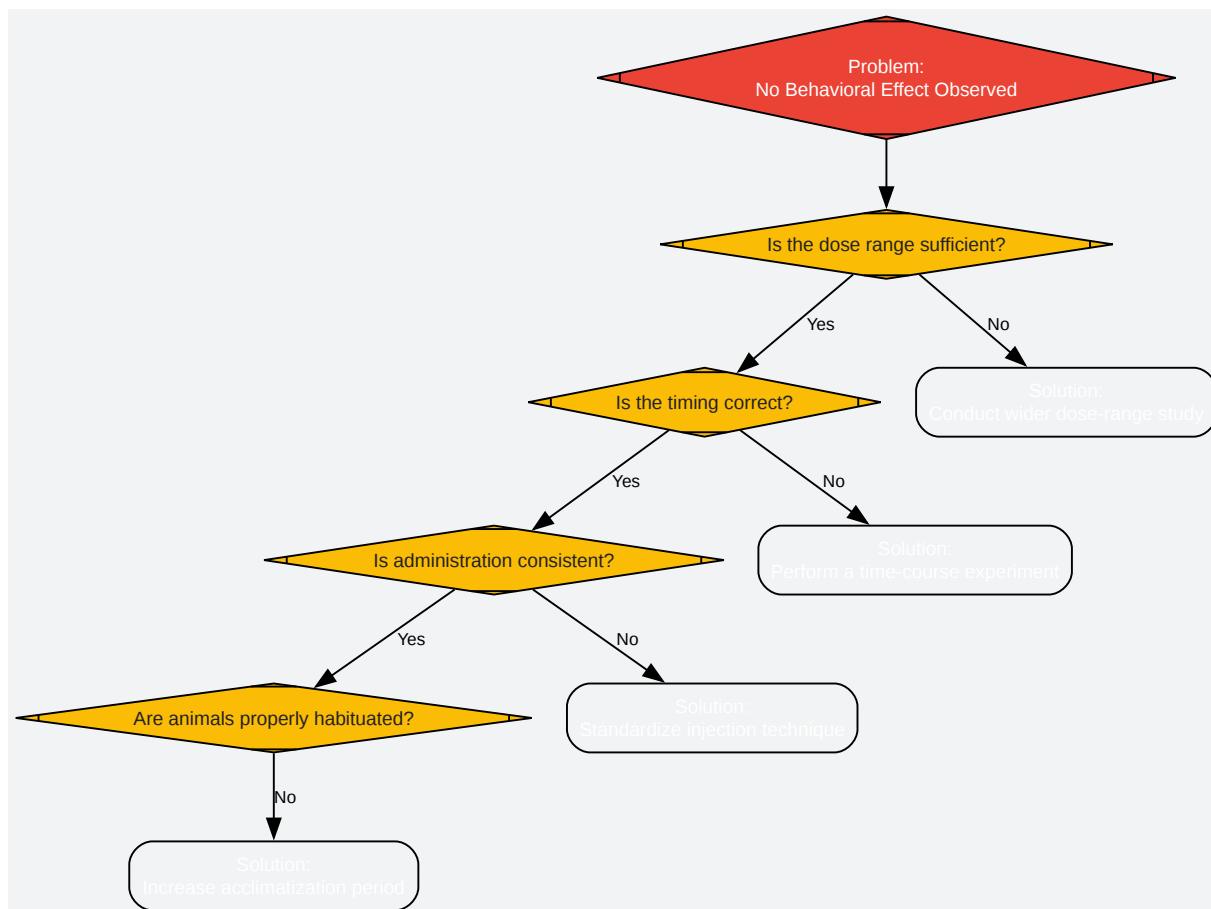 Problem:
No Behavioral Effect Observed
Is the dose range sufficient?
Yes
No
Is the timing correct?
Solution:
Conduct wider dose-range study
Yes
No
Is administration consistent?
Solution:
Perform a time-course experiment
Yes
No
Are animals properly habituated?
Solution:
Standardize injection technique
No
Solution:
Increase acclimatization period